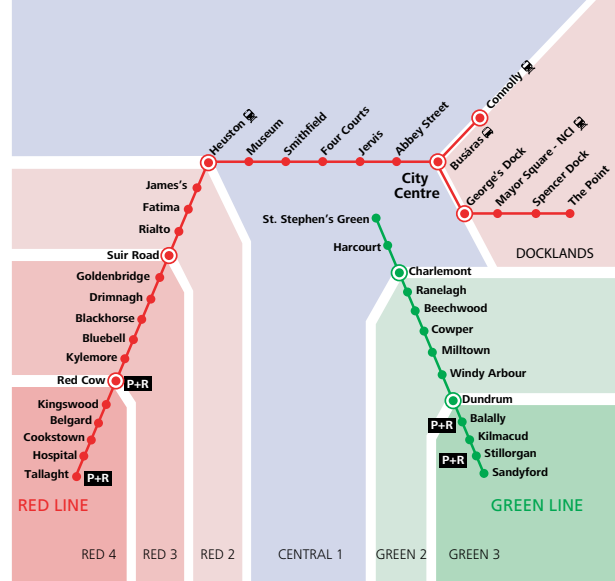 Connolly
Heuston
Museum
Smithfield
Four Courts
Jervis
Abbey Street
Busáras
City
Centre
George's Dock
Mayor Square - NCI
Spencer Dock
The Point
DOCKLANDS
James's
Fatima
Rialto
Suir Road
Goldenbridge
Drimnagh
Blackhorse
Bluebell
Kylemore
Red Cow
P+R
Kingswood
Belgard
Cookstown
Hospital
Tallaght
P+R
RED LINE
St. Stephen's Green
Harcourt
Charlemont
Ranelagh
Beechwood
Cowper
Milltown
Windy Arbour
Dundrum
Balally
P+R
Kilmacud
Stillorgan
P+R
Sandyford
GREEN LINE
RED 4
RED 3
RED 2
CENTRAL 1
GREEN 2
GREEN 3